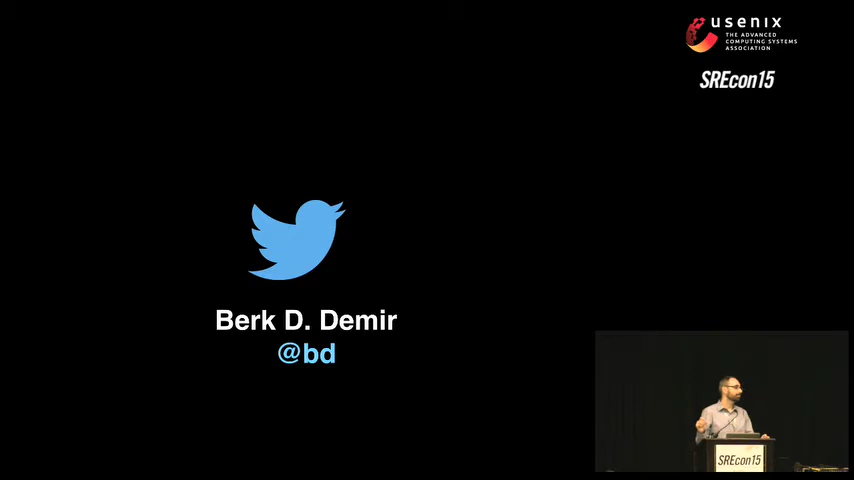 usenix
THE ADVANCED
COMPUTING SYSTEMS
ASSOCIATION
SREcon15
Berk D. Demir
@bd
SREcon15